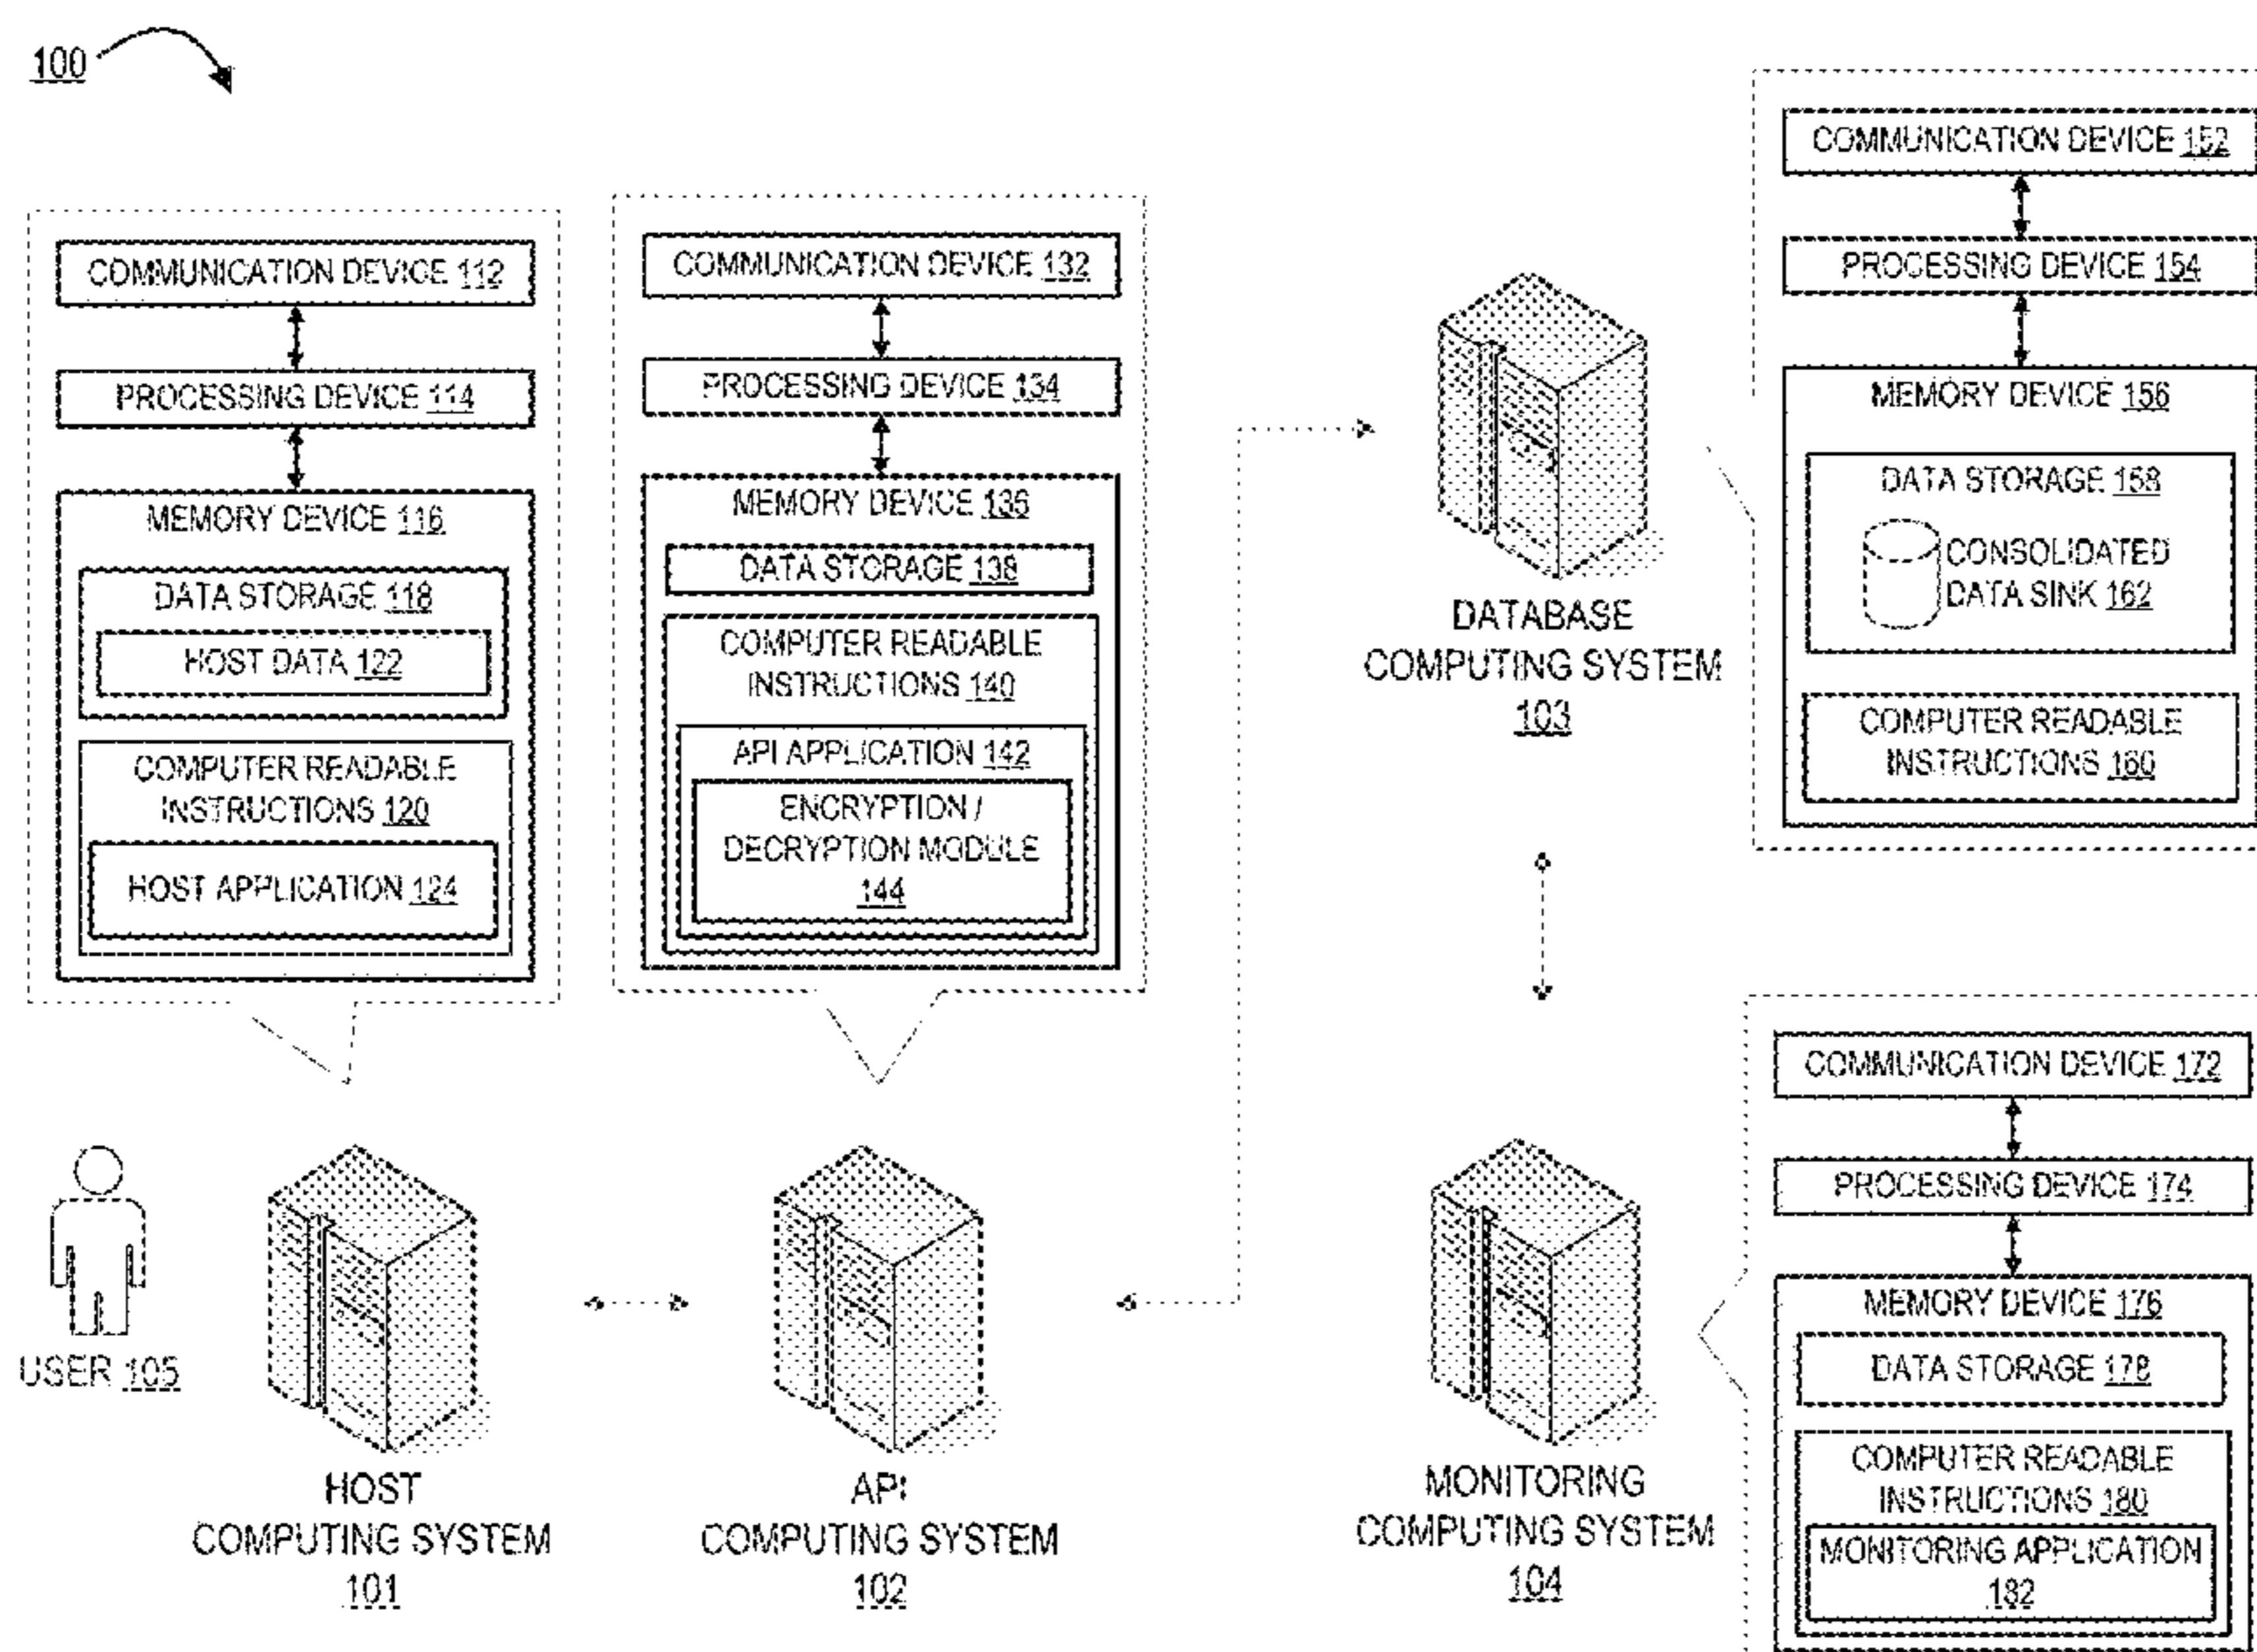 100
COMMUNICATION DEVICE 112
PROCESSING DEVICE 114
MEMORY DEVICE 116
DATA STORAGE 118
HOST DATA 122
COMPUTER READABLE
INSTRUCTIONS 120
HOST APPLICATION 124
COMMUNICATION DEVICE 132
PROCESSING DEVICE 134
MEMORY DEVICE 136
DATA STORAGE 138
COMPUTER READABLE
INSTRUCTIONS 140
API APPLICATION 142
ENCRYPTION /
DECRYPTION MODULE
144
DATABASE
COMPUTING SYSTEM
103
COMMUNICATION DEVICE 152
PROCESSING DEVICE 154
MEMORY DEVICE 156
DATA STORAGE 158
CONSOLIDATED
DATA SINK 162
COMPUTER READABLE
INSTRUCTIONS 160
USER 105
HOST
COMPUTING SYSTEM
101
API
COMPUTING SYSTEM
102
MONITORING
COMPUTING SYSTEM
104
COMMUNICATION DEVICE 172
PROCESSING DEVICE 174
MEMORY DEVICE 176
DATA STORAGE 178
COMPUTER READABLE
INSTRUCTIONS 180
MONITORING APPLICATION
182